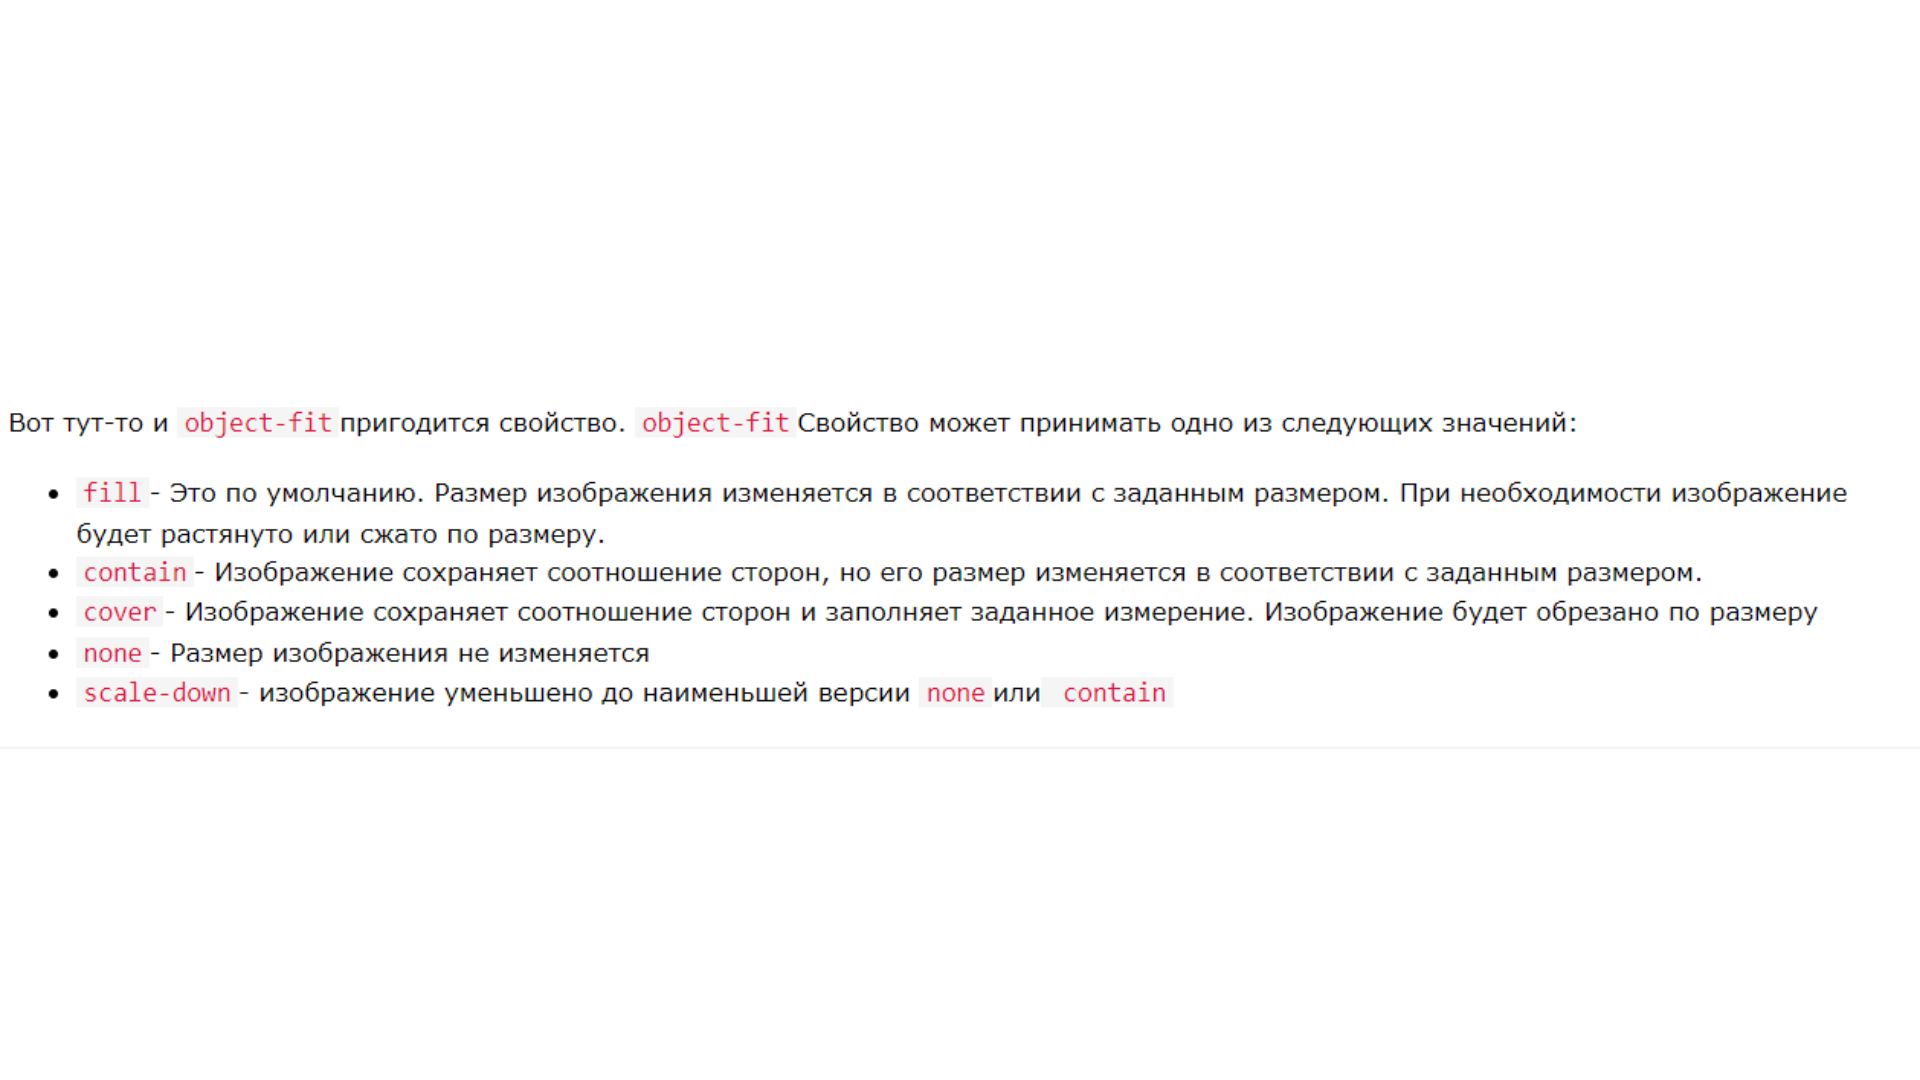 Вот тут-то и object-fit пригодится свойство. object-fit Свойство может принимать одно из следующих значений:
• fill - Это по умолчанию. Размер изображения изменяется в соответствии с заданным размером. При необходимости изображение
будет растянуто или сжато по размеру.
• contain - Изображение сохраняет соотношение сторон, но его размер изменяется в соответствии с заданным размером.
• cover - Изображение сохраняет соотношение сторон и заполняет заданное измерение. Изображение будет обрезано по размеру
• none - Размер изображения не изменяется
• scale-down - изображение уменьшено до наименьшей версии none или contain